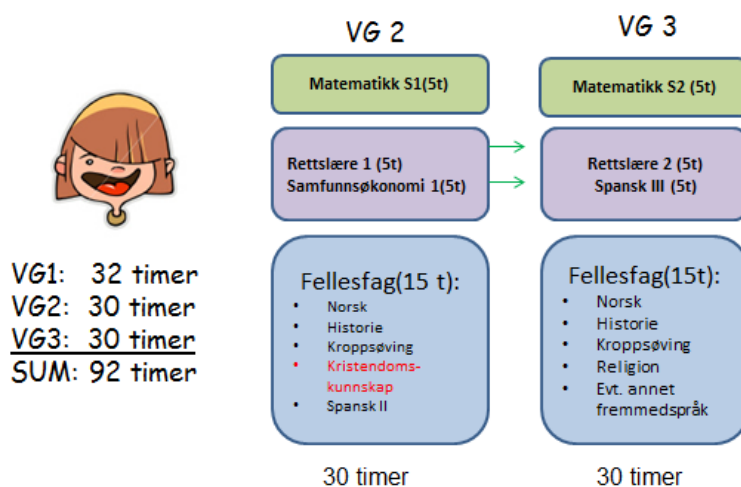 VG 2
Matematikk S1(5t)
Rettslære 1 (5t)
Samfunnsøkonomi 1(5t)
Fellesfag(15 t):
• Norsk
• Historie
• Kroppsøving
• Kristendoms-
kunnskap
• Spansk II
30 timer
VG 3
Matematikk S2 (5t)
Rettslære 2 (5t)
Spansk III (5t)
Fellesfag(15t):
• Norsk
• Historie
• Kroppsøving
• Religion
• Evt. annet
fremmedspråk
30 timer
VG1: 32 timer
VG2: 30 timer
VG3: 30 timer
SUM: 92 timer